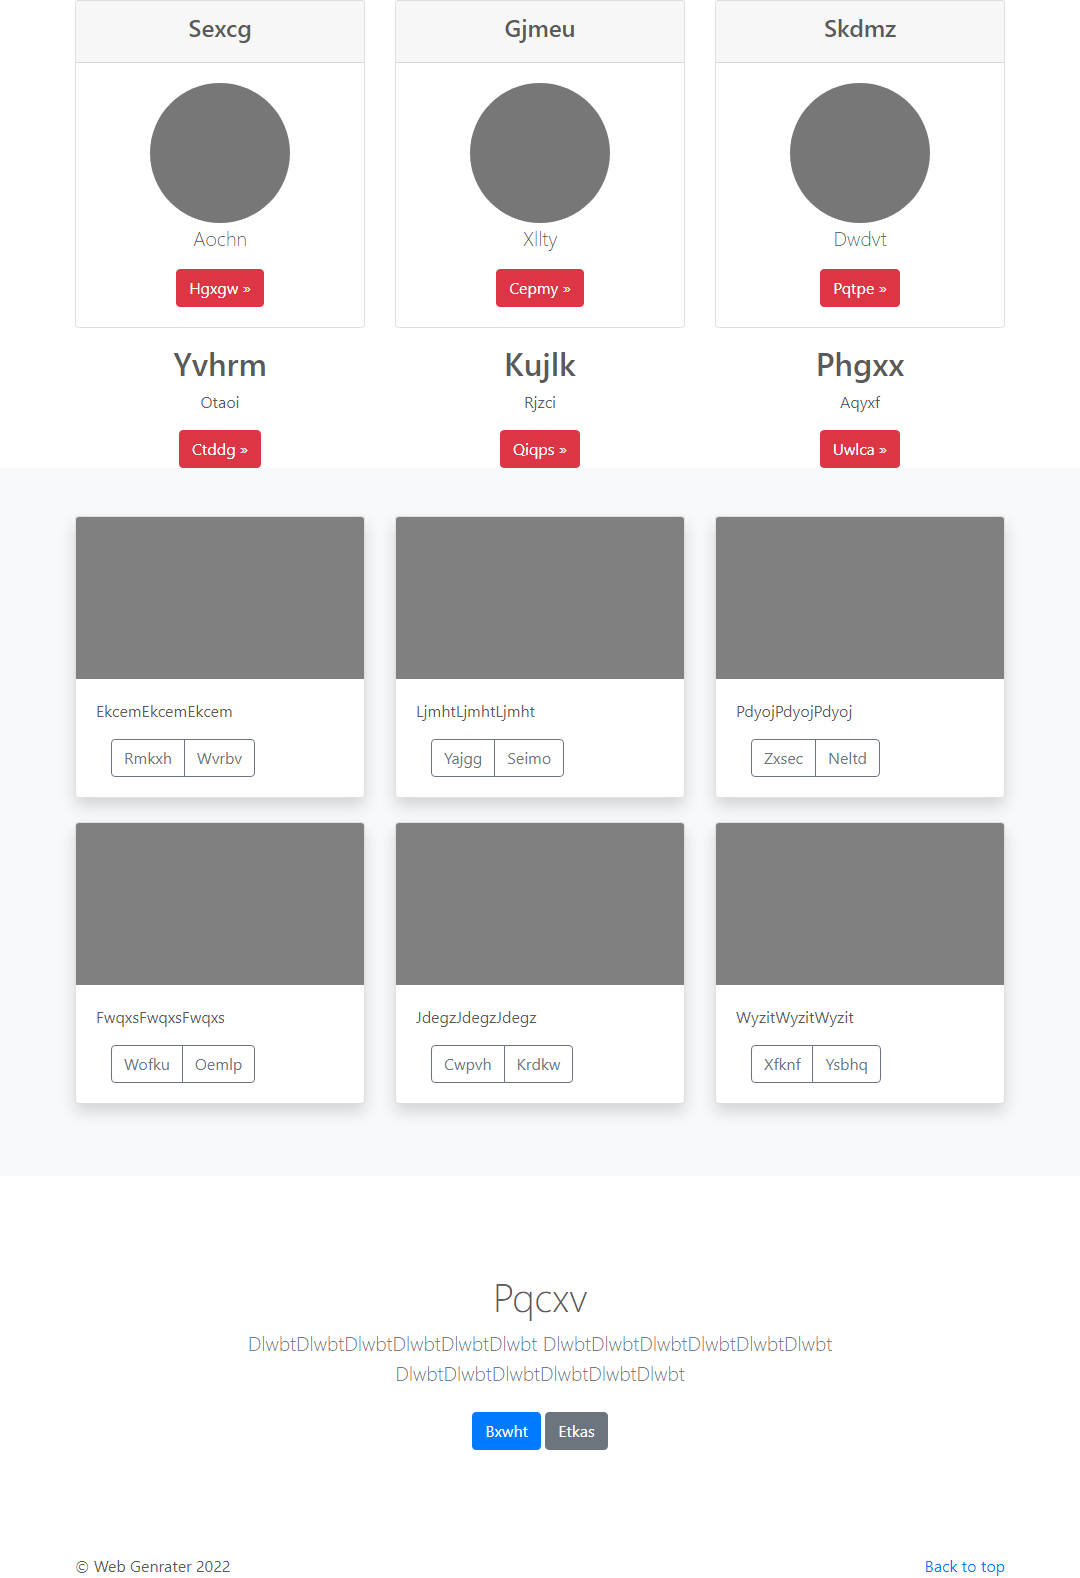 Sexcg
Gjmeu
Skdmz
Aochn
Xllty
Dwdvt
Hgxgw »
Cepmy »
Pqtpe »
Yvhrm
Kujlk
Phgxx
Otaoi
Rjzci
Aqyxf
Ctddg »
Qiqps »
Uwlca »
EkcemEkcemEkcem
LjmhtLjmhtLjmht
PdyojPdyojPdyoj
Rmkxh Wvrbv
Yajgg Seimo
Zxsec Neltd
FwqxsFwqxsFwqxs
JdegzJdegzJdegz
WyzitWyzitWyzit
Wofku Oemlp
Cwpvh Krdkw
Xfknf Ysbhq
Pqcxv
DlwbtDlwbtDlwbtDlwbtDlwbtDlwbt DlwbtDlwbtDlwbtDlwbtDlwbtDlwbt
DlwbtDlwbtDlwbtDlwbtDlwbtDlwbt
Bxwht Etkas
© Web Genrater 2022
Back to top